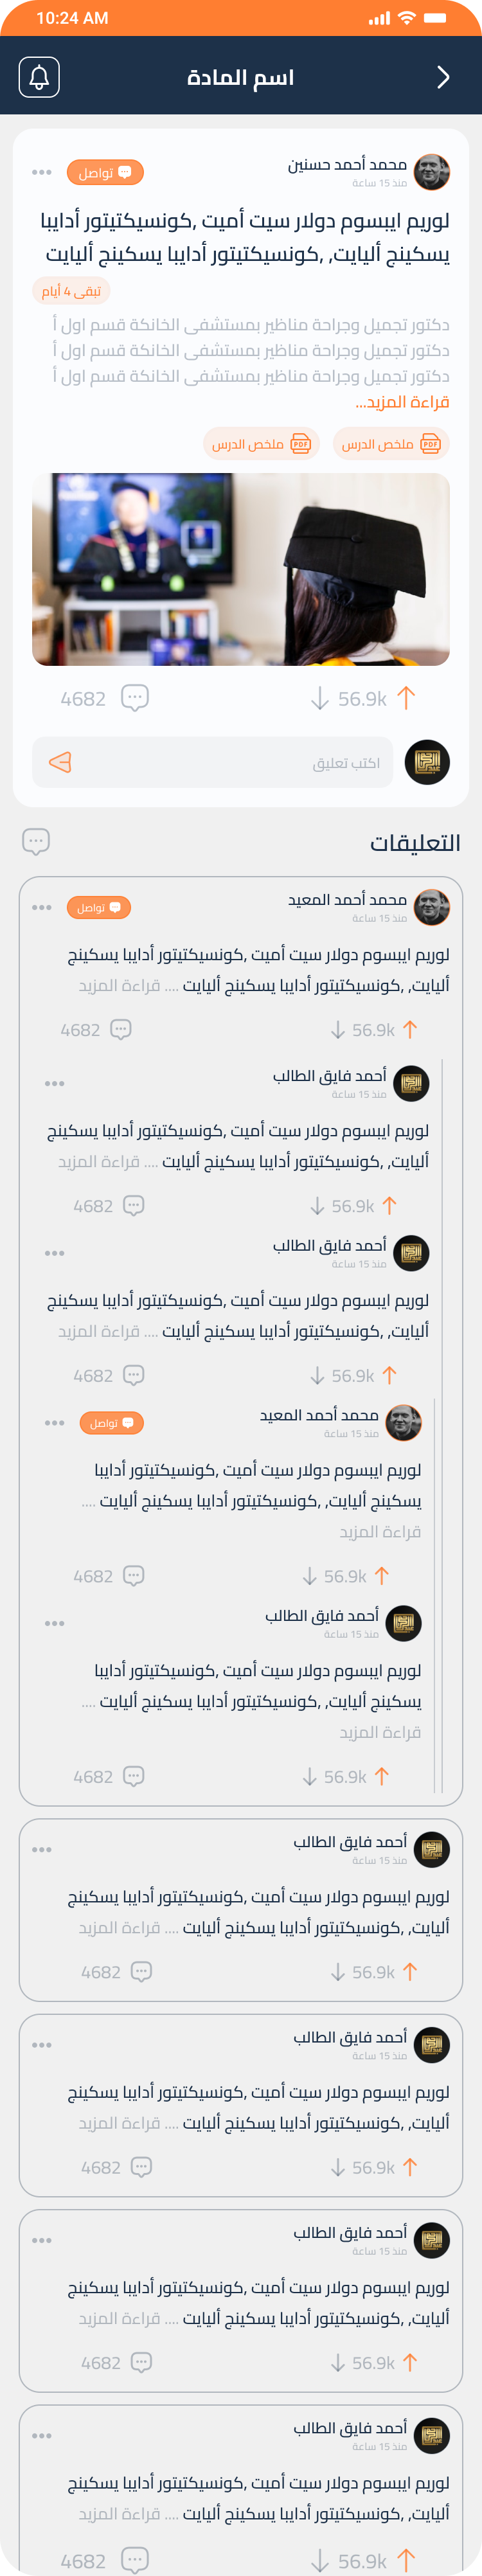 10:24 AM
اسم المادة
محمد أحمد حسنين
منذ 15 ساعة
تواصل
لوريم ايبسوم دولار سيت أميت ,كونسيكتيتور أدايبا
يسكينج أليايت, ,كونسيكتيتور أدايبا يسكينج أليايت
تبقى 4 أيام
دكتور تجميل وجراحة مناظير بمستشفى الخانكة قسم اول أ
دكتور تجميل وجراحة مناظير بمستشفى الخانكة قسم اول أ
دكتور تجميل وجراحة مناظير بمستشفى الخانكة قسم اول أ
قراءة المزيد...
PDF ملخص الدرس
PDF ملخص الدرس
56.9k
4682
اكتب تعليق
التعليقات
محمد أحمد المعيد
منذ 15 ساعة
تواصل
لوريم ايبسوم دولار سيت أميت ,كونسيكتيتور أدايبا يسكينج
أليايت, ,كونسيكتيتور أدايبا يسكينج أليايت .... قراءة المزيد
56.9k
4682
أحمد فايق الطالب
منذ 15 ساعة
لوريم ايبسوم دولار سيت أميت ,كونسيكتيتور أدايبا يسكينج
أليايت, ,كونسيكتيتور أدايبا يسكينج أليايت .... قراءة المزيد
56.9k
4682
أحمد فايق الطالب
منذ 15 ساعة
لوريم ايبسوم دولار سيت أميت ,كونسيكتيتور أدايبا يسكينج
أليايت, ,كونسيكتيتور أدايبا يسكينج أليايت .... قراءة المزيد
56.9k
4682
محمد أحمد المعيد
منذ 15 ساعة
تواصل
لوريم ايبسوم دولار سيت أميت ,كونسيكتيتور أدايبا
يسكينج أليايت, ,كونسيكتيتور أدايبا يسكينج أليايت ....
قراءة المزيد
56.9k
4682
أحمد فايق الطالب
منذ 15 ساعة
لوريم ايبسوم دولار سيت أميت ,كونسيكتيتور أدايبا
يسكينج أليايت, ,كونسيكتيتور أدايبا يسكينج أليايت ....
قراءة المزيد
56.9k
4682
أحمد فايق الطالب
منذ 15 ساعة
لوريم ايبسوم دولار سيت أميت ,كونسيكتيتور أدايبا يسكينج
أليايت, ,كونسيكتيتور أدايبا يسكينج أليايت .... قراءة المزيد
56.9k
4682
أحمد فايق الطالب
منذ 15 ساعة
لوريم ايبسوم دولار سيت أميت ,كونسيكتيتور أدايبا يسكينج
أليايت, ,كونسيكتيتور أدايبا يسكينج أليايت .... قراءة المزيد
56.9k
4682
أحمد فايق الطالب
منذ 15 ساعة
لوريم ايبسوم دولار سيت أميت ,كونسيكتيتور أدايبا يسكينج
أليايت, ,كونسيكتيتور أدايبا يسكينج أليايت .... قراءة المزيد
56.9k
4682
أحمد فايق الطالب
منذ 15 ساعة
لوريم ايبسوم دولار سيت أميت ,كونسيكتيتور أدايبا يسكينج
أليايت, ,كونسيكتيتور أدايبا يسكينج أليايت .... قراءة المزيد
56.9k
4682